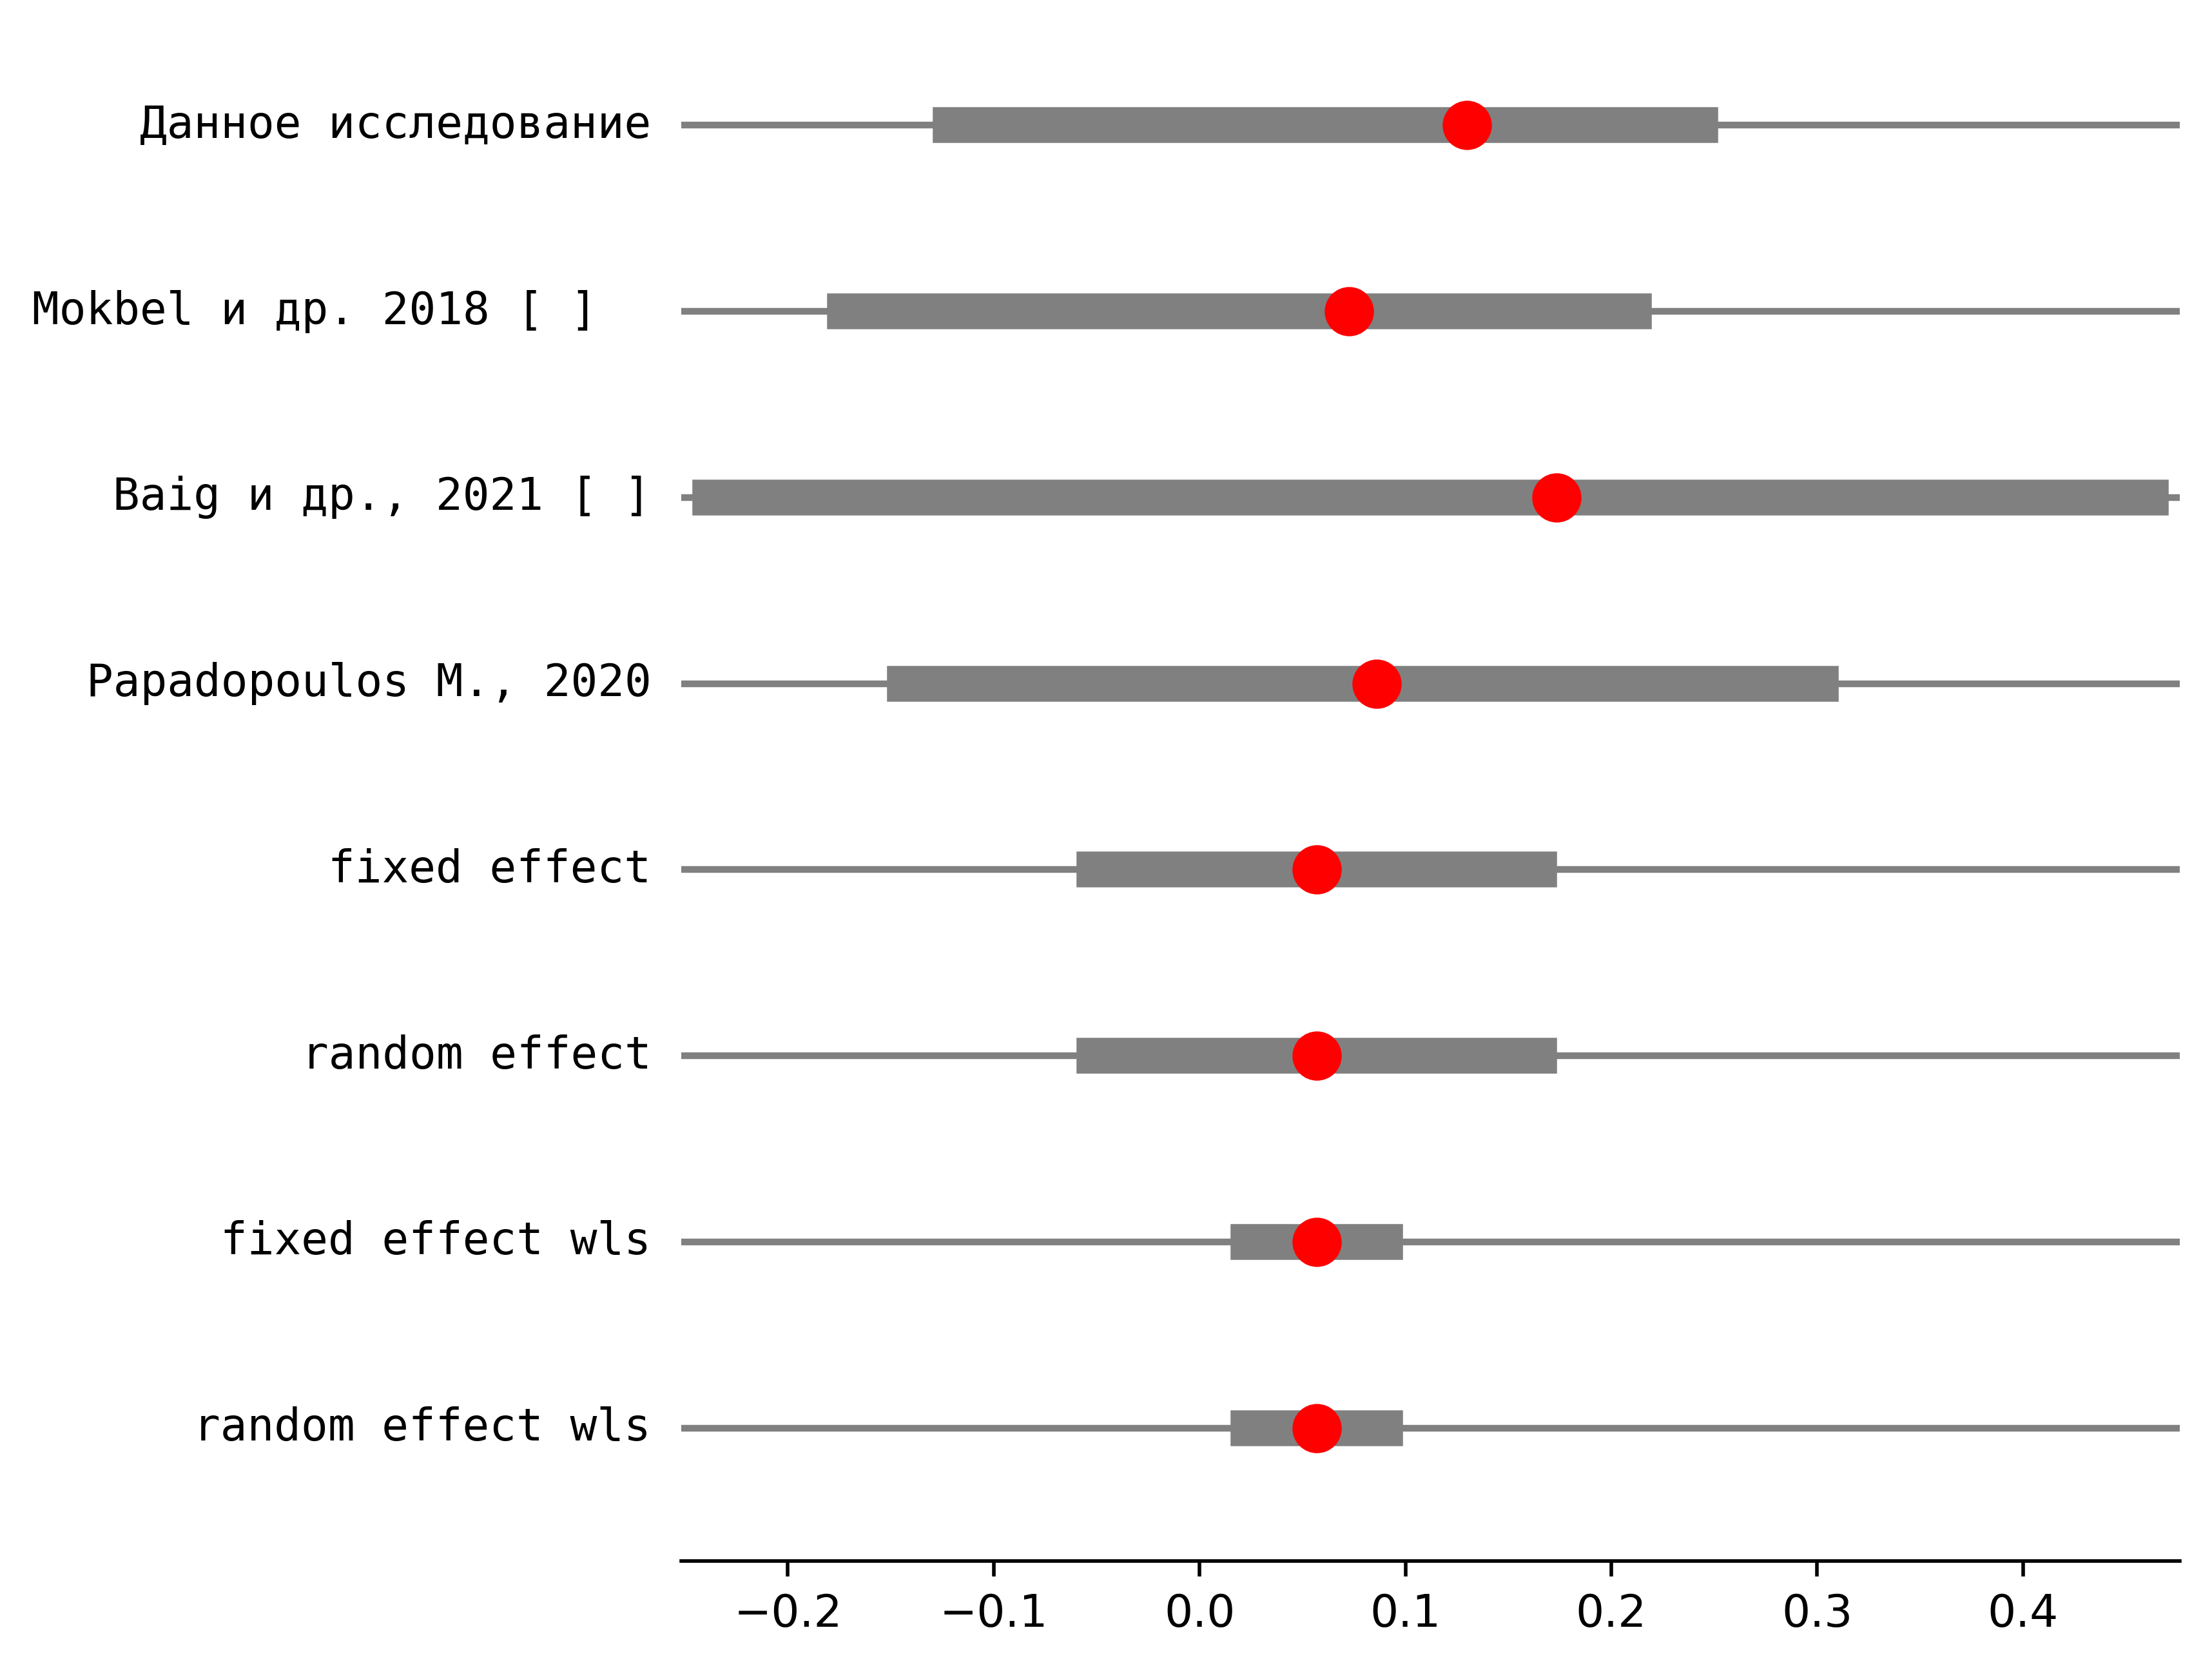 Данное исследование
Mokbel и др. 2018 [ ]
Baig и др., 2021 [ ]
Papadopoulos M., 2020
fixed effect
random effect
fixed effect wls
random effect wls
−0.2 −0.1 0.0 0.1 0.2 0.3 0.4